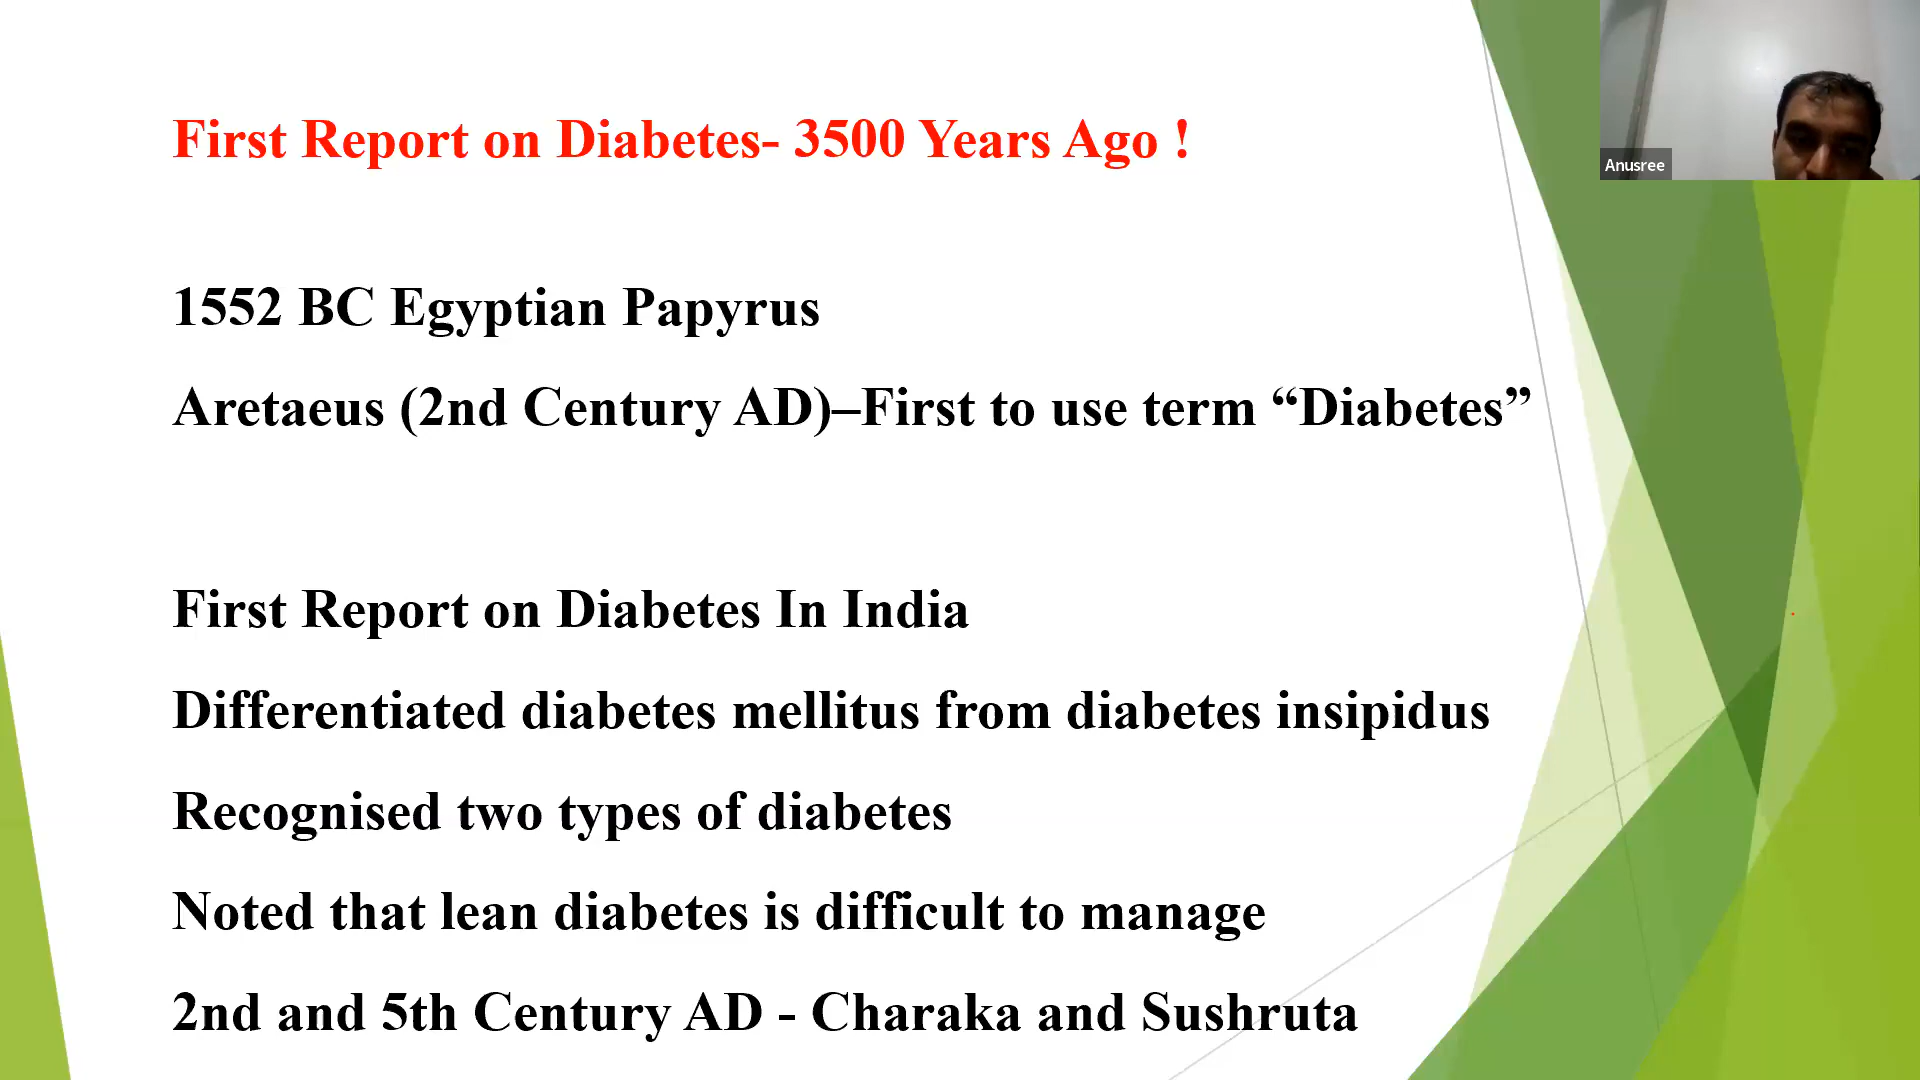 First Report on Diabetes- 3500 Years Ago !
Anusree
1552 BC Egyptian Papyrus
Aretaeus (2nd Century AD)–First to use term “Diabetes”
First Report on Diabetes In India
Differentiated diabetes mellitus from diabetes insipidus
Recognised two types of diabetes
Noted that lean diabetes is difficult to manage
2nd and 5th Century AD - Charaka and Sushruta